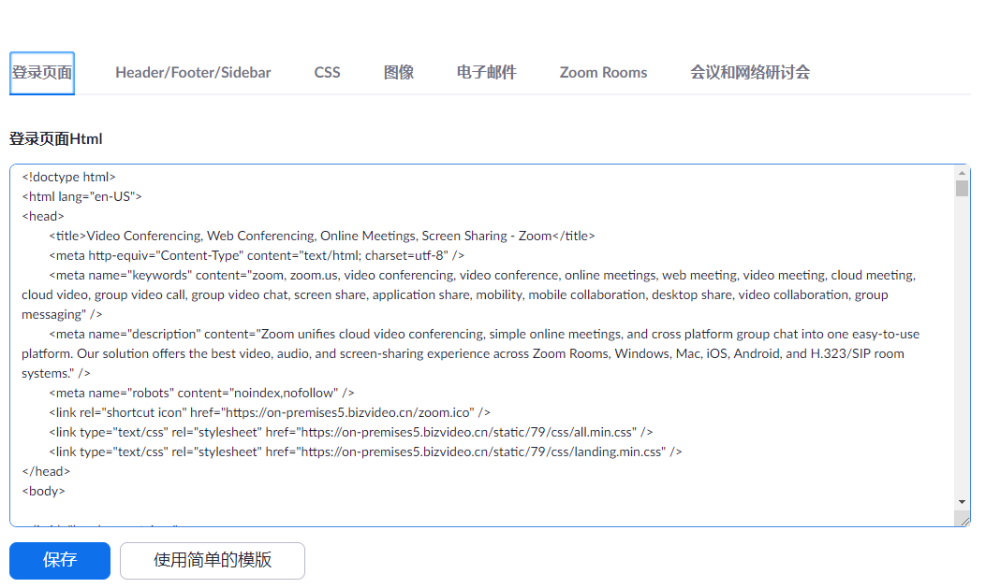 登录页面 Header/Footer/Sidebar CSS 图像 电子邮件 Zoom Rooms 会议和网络研讨会
登录页面Html
<!doctype html>
<html lang="en-US">
<head>
<title>Video Conferencing, Web Conferencing, Online Meetings, Screen Sharing - Zoom</title>
<meta http-equiv="Content-Type" content="text/html; charset=utf-8" />
<meta name="keywords" content="zoom, zoom.us, video conferencing, video conference, online meetings, web meeting, video meeting, cloud meeting,
cloud video, group video call, group video chat, screen share, application share, mobility, mobile collaboration, desktop share, video collaboration, group
messaging" />
<meta name="description" content="Zoom unifies cloud video conferencing, simple online meetings, and cross platform group chat into one easy-to-use
platform. Our solution offers the best video, audio, and screen-sharing experience across Zoom Rooms, Windows, Mac, iOS, Android, and H.323/SIP room
systems." />
<meta name="robots" content="noindex,nofollow" />
<link rel="shortcut icon" href="https://on-premises5.bizvideo.cn/zoom.ico" />
<link type="text/css" rel="stylesheet" href="https://on-premises5.bizvideo.cn/static/79/css/all.min.css" />
<link type="text/css" rel="stylesheet" href="https://on-premises5.bizvideo.cn/static/79/css/landing.min.css" />
</head>
<body>
保存 使用简单的模版